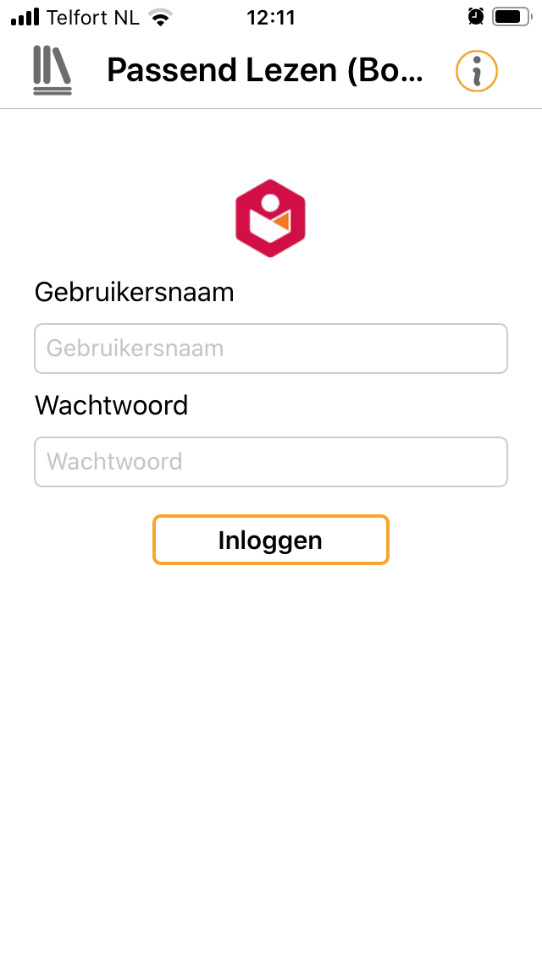 Telfort NL 12:11
Passend Lezen (Bo...
Gebruikersnaam
Gebruikersnaam
Wachtwoord
Wachtwoord
Inloggen